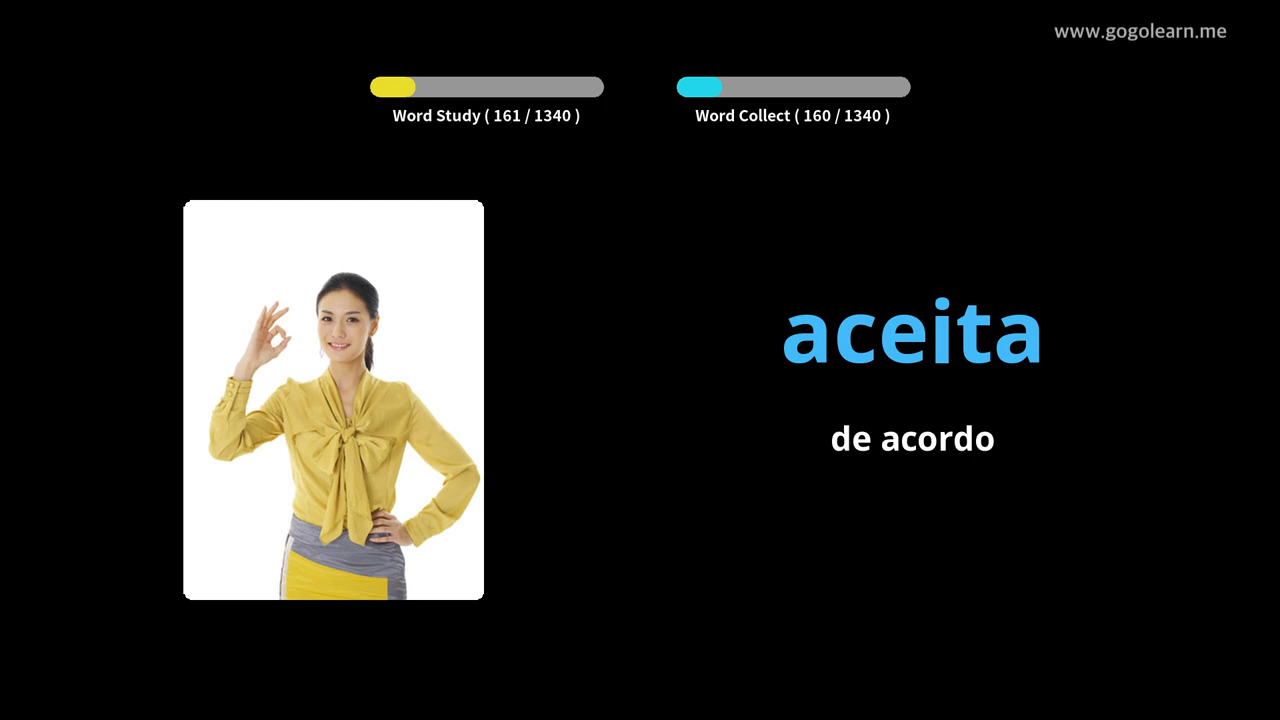 www.gogolearn.me
Word Study ( 161 / 1340 )
Word Collect ( 160 / 1340 )
aceita
de acordo